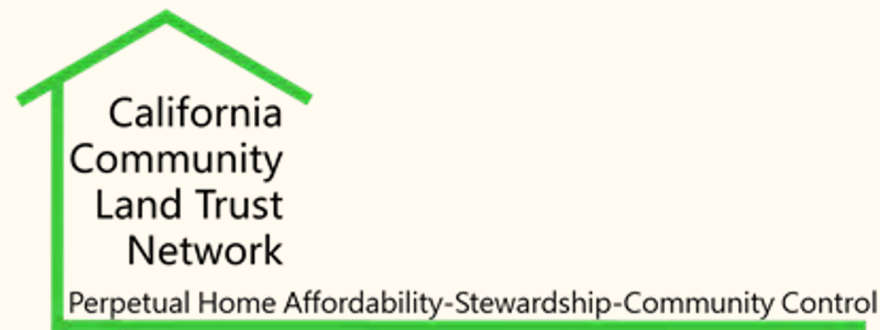 California
Community
Land Trust
Network
Perpetual Home Affordability-Stewardship-Community Control